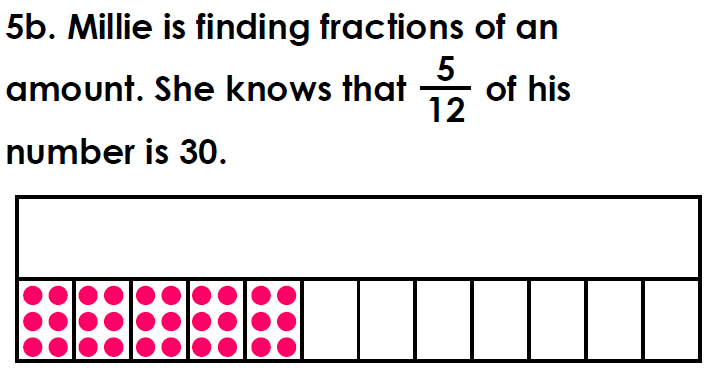 5b. Millie is finding fractions of an
amount. She knows that 5/12 of his
number is 30.